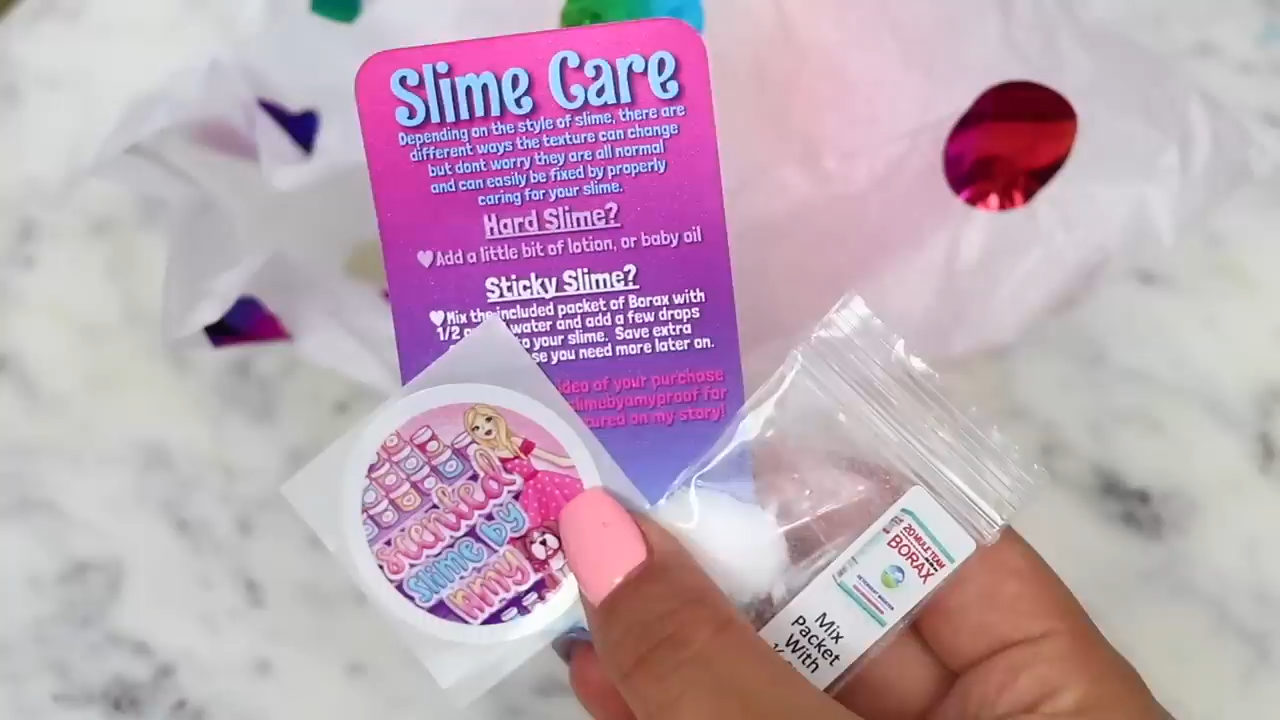 Slime Care
Depending on the style of slime, there are
different ways the texture can change
but dont worry they are all normal
and can easily be fixed by properly
caring for your slime.
Hard Slime?
Add a little bit of lotion, or baby oil
Sticky Slime?
Mix the included packet of Borax with
1/2 water and add a few drops
to your slime. Save extra
se you need more later on.
of your purchase
slimebyamyproof for
on my story!
scented
slime by
amy
20 MULE TEAM
BORAX
Mix
Packet
With